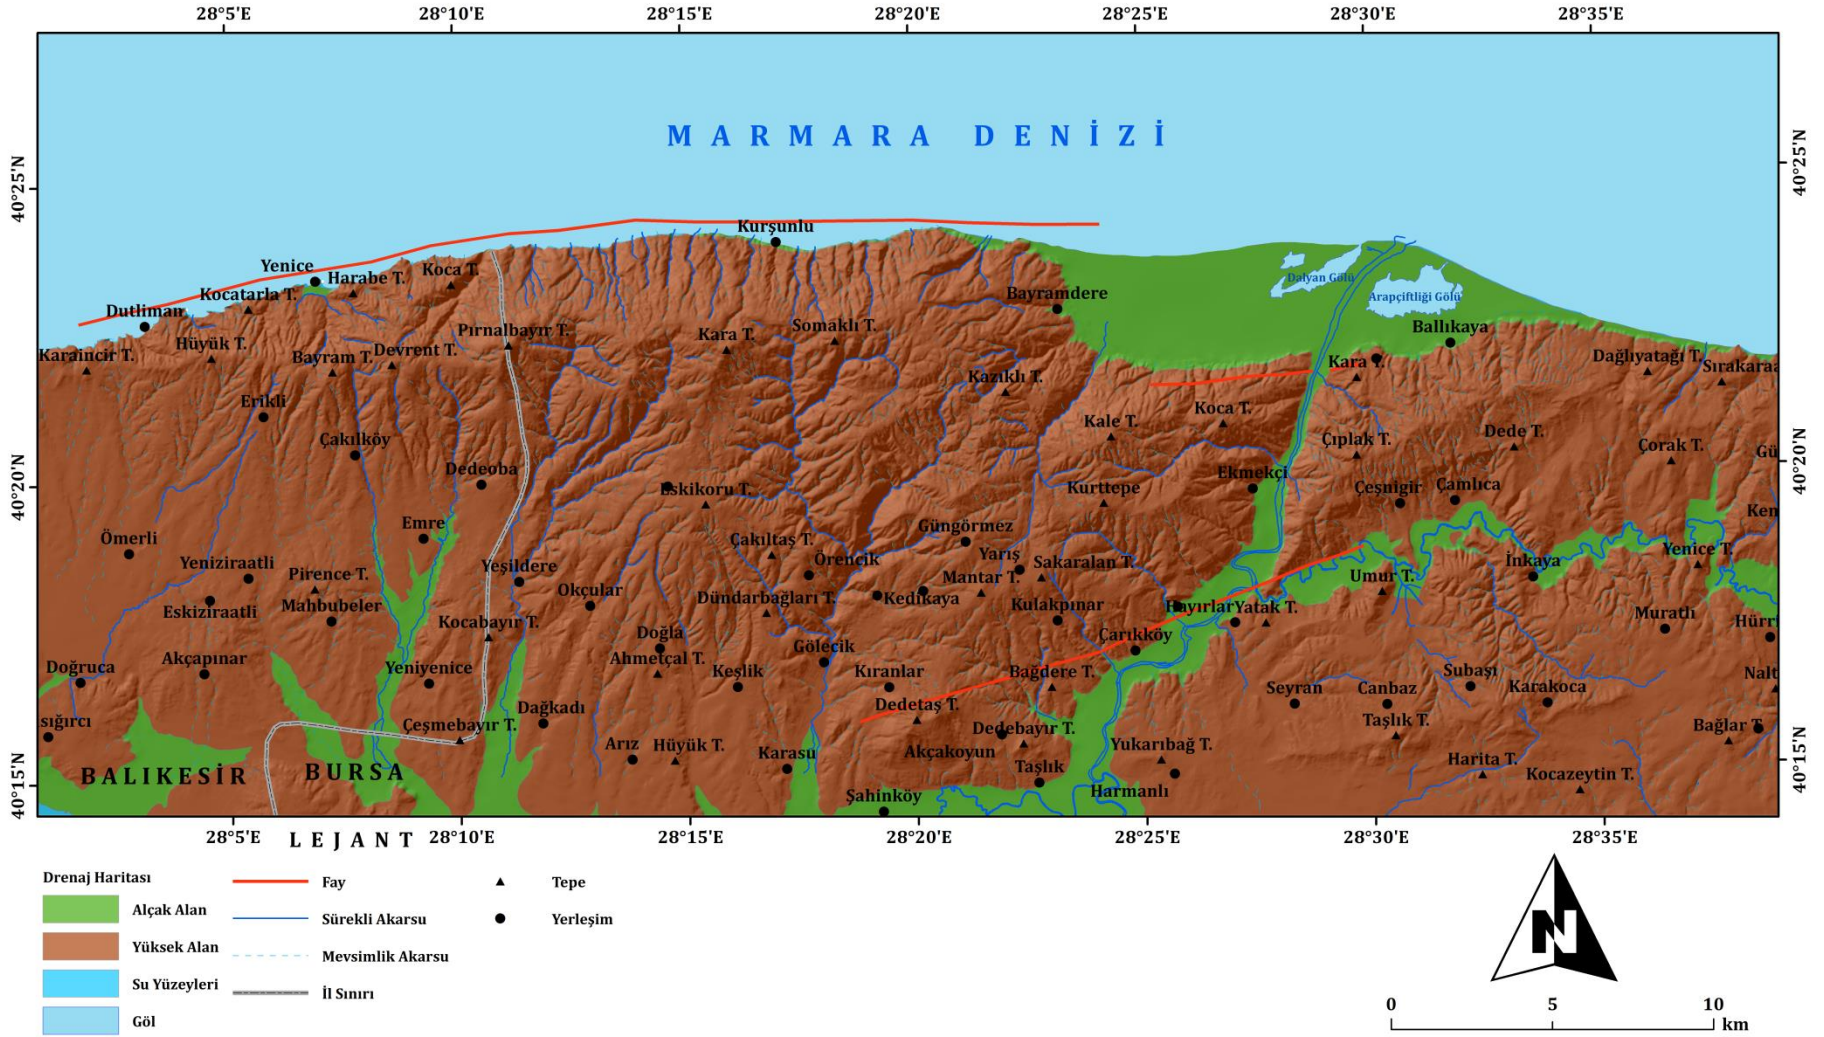 28°5'E 28°10'E 28°15'E 28°20'E 28°25'E 28°30'E 28°35'E
MARMARA DENİZİ
40°25'N
40°25'N
Kurşunlu
Yenice
Harabe T.
Koca T.
Kocatarla T.
Dutliman
Dalyan Gölü
Arapçiftliği Gölü
Bayramdere
Ballıkaya
Karaincir T.
Hüyük T.
Bayram T.
Devrent T.
Pırnalbayır T.
Kara T.
Somaklı T.
Kazıklı T.
Kara T.
Dağlıyatağı T.
Sırakaraa
Erikli
Çakılköy
Dedeoba
Kale T.
Koca T.
Çıplak T.
Dede T.
Çorak T.
Gü
40°20'N
40°20'N
Eskikoru T.
Kurttepe
Ekmekçi
Çeşnigir
Çamlıca
Ken
Ömerli
Emre
Yeniziraatli
Pirence T.
Eskiziraatli
Mahbubeler
Yeşildere
Okçular
Çakıltaş T.
Örencik
Güngörmez
Yarış
Mantar T.
Sakaralan T.
Kedikaya
Dündarbağları T.
Kulakpınar
Hayırlar
Yatak T.
Umur T.
İnkaya
Yenice T.
Muratlı
Hürri
Kocabayır T.
Doğla
Ahmetçal T.
Gölecik
Çarıkköy
Doğruca
Akçapınar
Yeniyenice
Keşlik
Kıranlar
Bağdere T.
Seyran
Canbaz
Subaşı
Karakoca
Nalt
sığırcı
Çeşmebayır T.
Dağkadı
Dedetaş T.
Dedebayır T.
Taşlık T.
Bağlar T.
Arız
Hüyük T.
Karasu
Akçakoyun
Taşlık
Yukarıbağ T.
Harmanlı
Harita T.
Kocazeytin T.
Şahinköy
40°15'N
40°15'N
BALIKESİR
BURSA
28°5'E 28°10'E 28°15'E 28°20'E 28°25'E 28°30'E 28°35'E
LEJANT
Drenaj Haritası
Alçak Alan
Yüksek Alan
Su Yüzeyleri
Göl
Fay
Sürekli Akarsu
Mevsimlik Akarsu
İl Sınırı
Tepe
Yerleşim
N
0 5 10
km